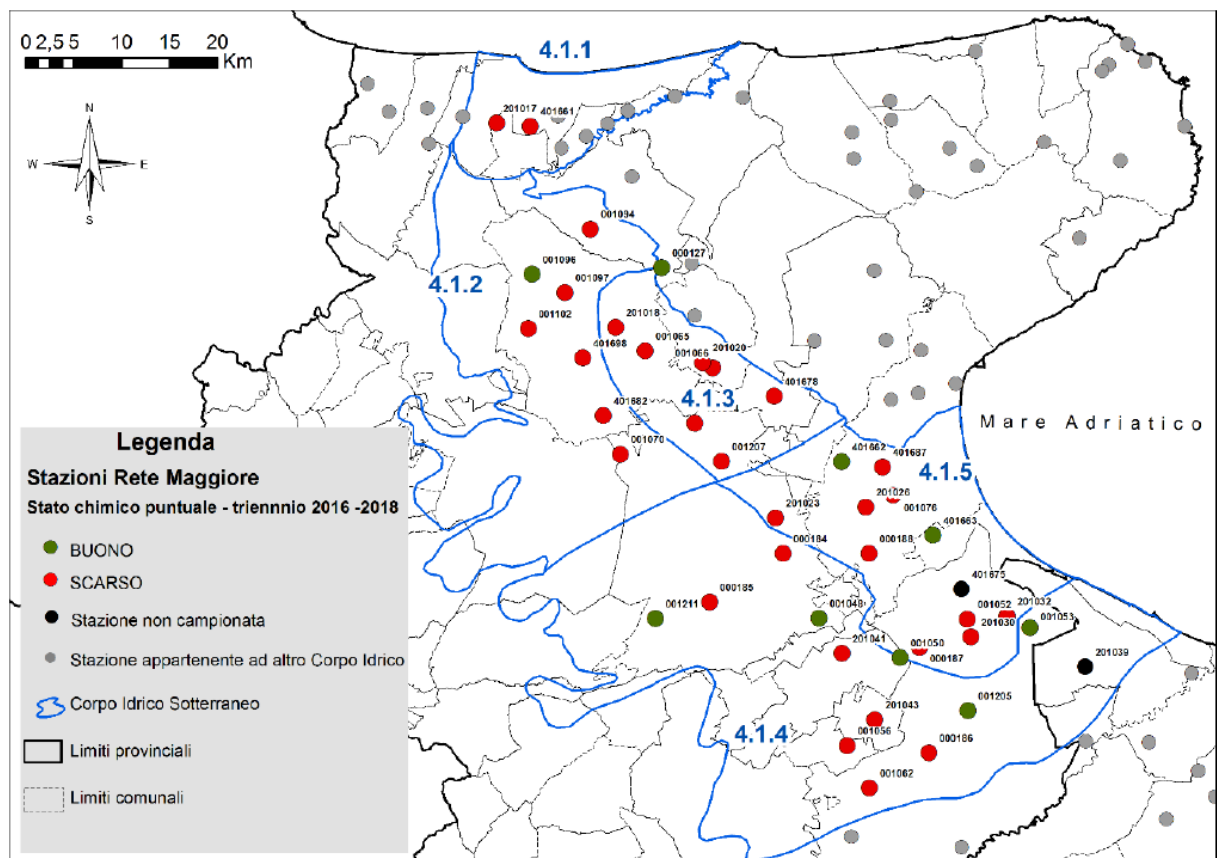 0 2,5 5 10 15 20
Km
N
W E
S
4.1.1
201017
401661
001094
001096
000127
4.1.2
001097
001102
201018
001065
401698
001066
201020
401678
4.1.3
401682
Mare Adriatico
001070
001207
401662
401687
4.1.5
201026
001076
201023
401663
000184
000188
401675
000185
001211
001048
001052
201032
201030
001053
201041
001050
000187
201039
001205
201043
4.1.4
001056
000186
001062
Legenda
Stazioni Rete Maggiore
Stato chimico puntuale - triennnio 2016 -2018
BUONO
SCARSO
Stazione non campionata
Stazione appartenente ad altro Corpo Idrico
Corpo Idrico Sotterraneo
Limiti provinciali
Limiti comunali